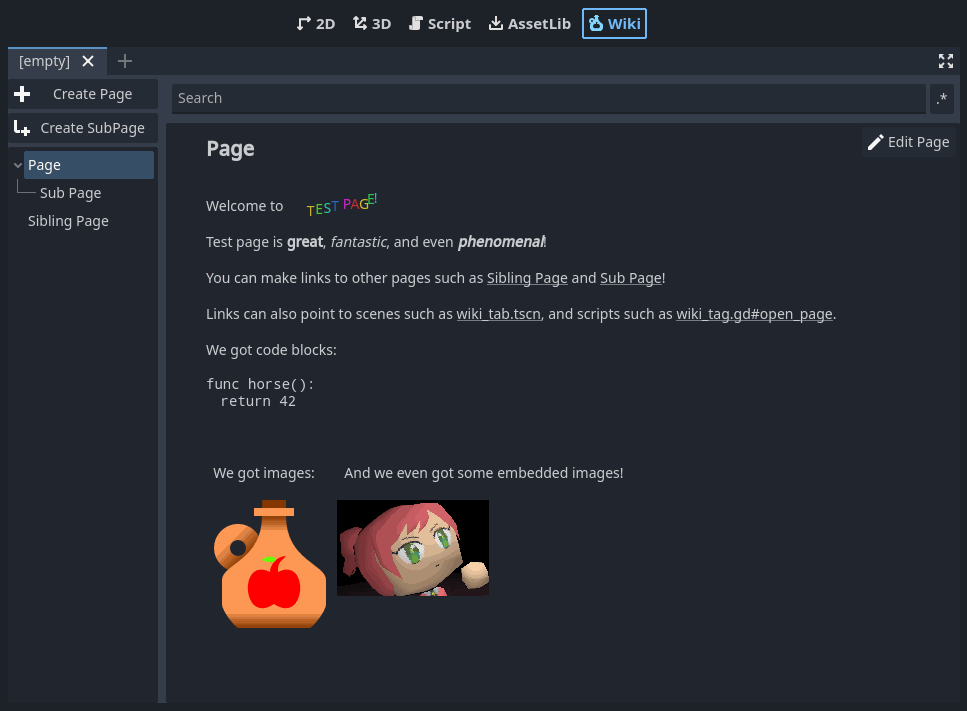 2D 3D Script AssetLib Wiki
[empty]
Create Page
Search .*
Create SubPage
Page
Sub Page
Sibling Page
Page
Edit Page
Welcome to TEST PAGE!
Test page is great, fantastic, and even phenomenal!
You can make links to other pages such as Sibling Page and Sub Page!
Links can also point to scenes such as wiki_tab.tscn, and scripts such as wiki_tag.gd#open_page.
We got code blocks:
func horse():
return 42
We got images: And we even got some embedded images!